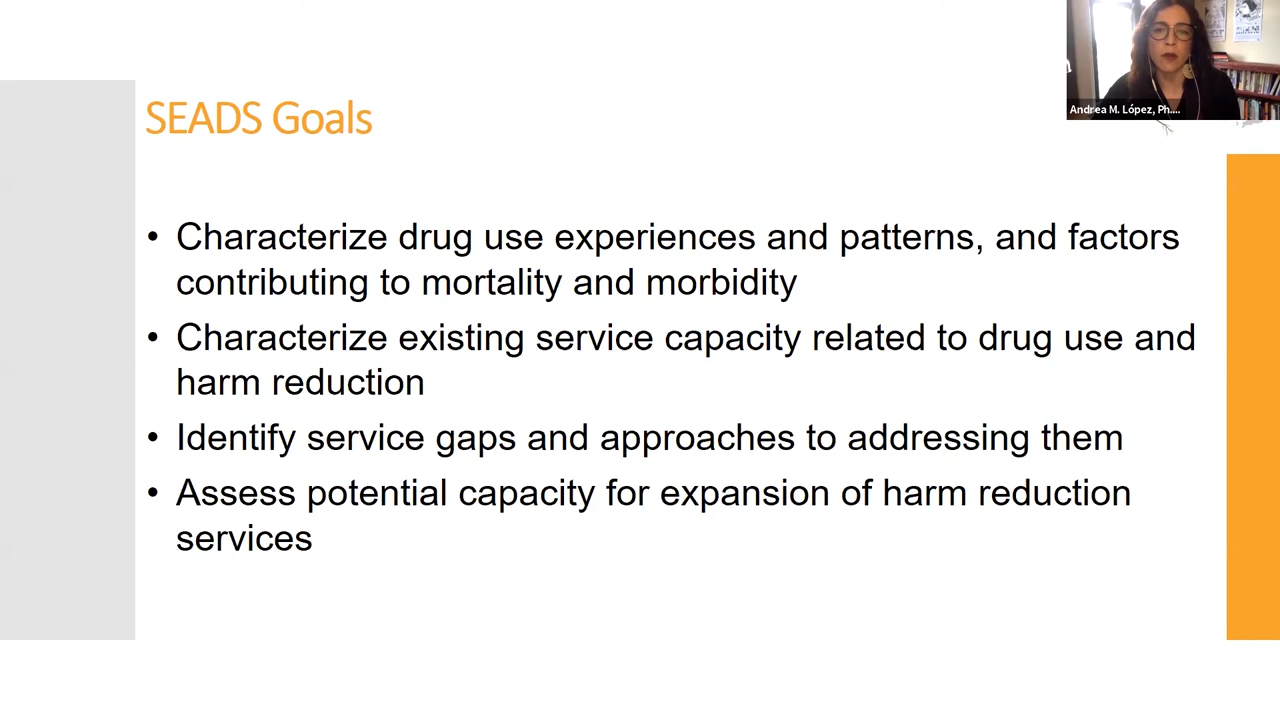 Andrea M. López, Ph....
SEADS Goals
• Characterize drug use experiences and patterns, and factors
contributing to mortality and morbidity
• Characterize existing service capacity related to drug use and
harm reduction
• Identify service gaps and approaches to addressing them
• Assess potential capacity for expansion of harm reduction
services